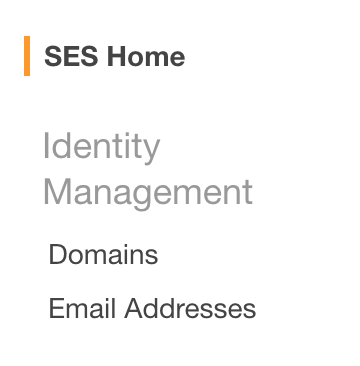 SES Home
Identity
Management
Domains
Email Addresses